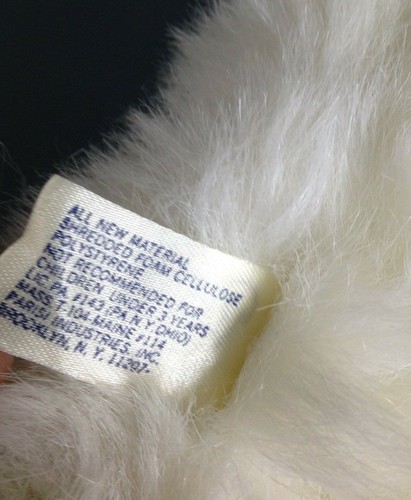 ALL NEW MATERIAL
SHREDDED FOAM CELLULOSE
POLYSTYRENE
NOT RECOMMENDED FOR
CHILDREN UNDER 3 YEARS
LIC. PA. #143 (PA N Y OHIO)
MASS. 104-MAINE #114
PARISI INDUSTRIES, INC.
BROOKLYN, N. Y. 11207